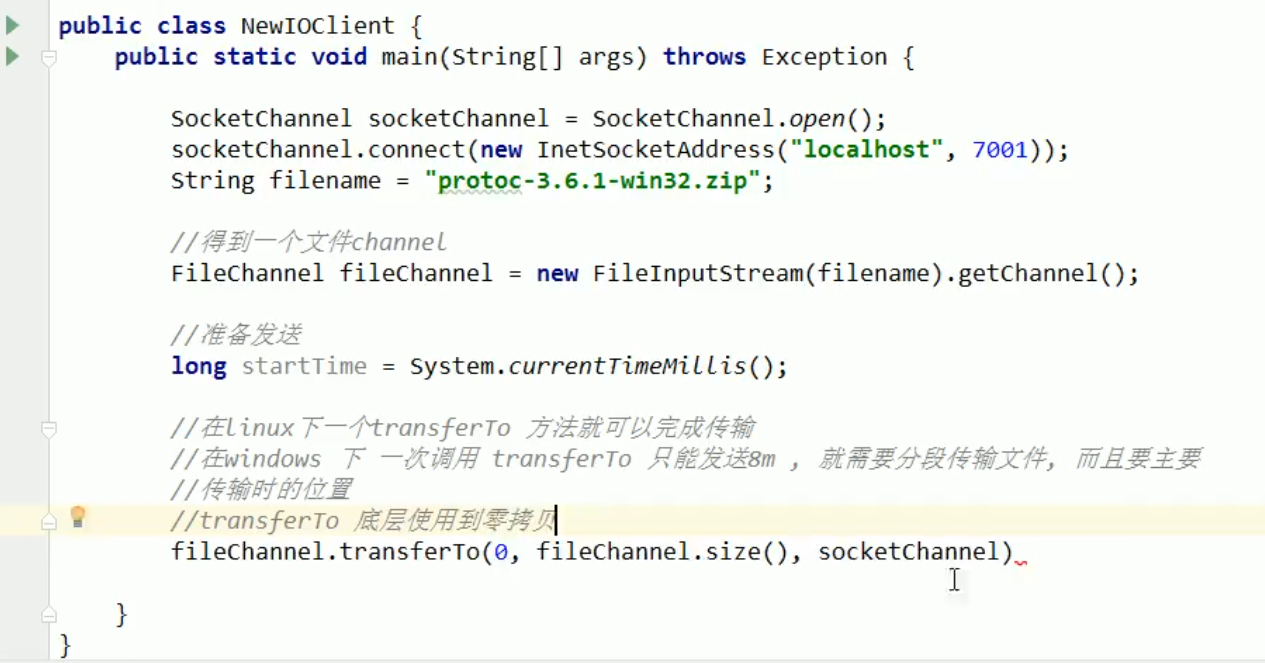 public class NewIOClient {
public static void main(String[] args) throws Exception {
SocketChannel socketChannel = SocketChannel.open();
socketChannel.connect(new InetSocketAddress("localhost", 7001));
String filename = "protoc-3.6.1-win32.zip";
//得到一个文件channel
FileChannel fileChannel = new FileInputStream(filename).getChannel();
//准备发送
long startTime = System.currentTimeMillis();
//在linux下一个transferTo 方法就可以完成传输
//在windows 下 一次调用 transferTo 只能发送8m , 就需要分段传输文件, 而且要主要
//传输时的位置
//transferTo 底层使用到零拷贝
fileChannel.transferTo(0, fileChannel.size(), socketChannel)
}
}